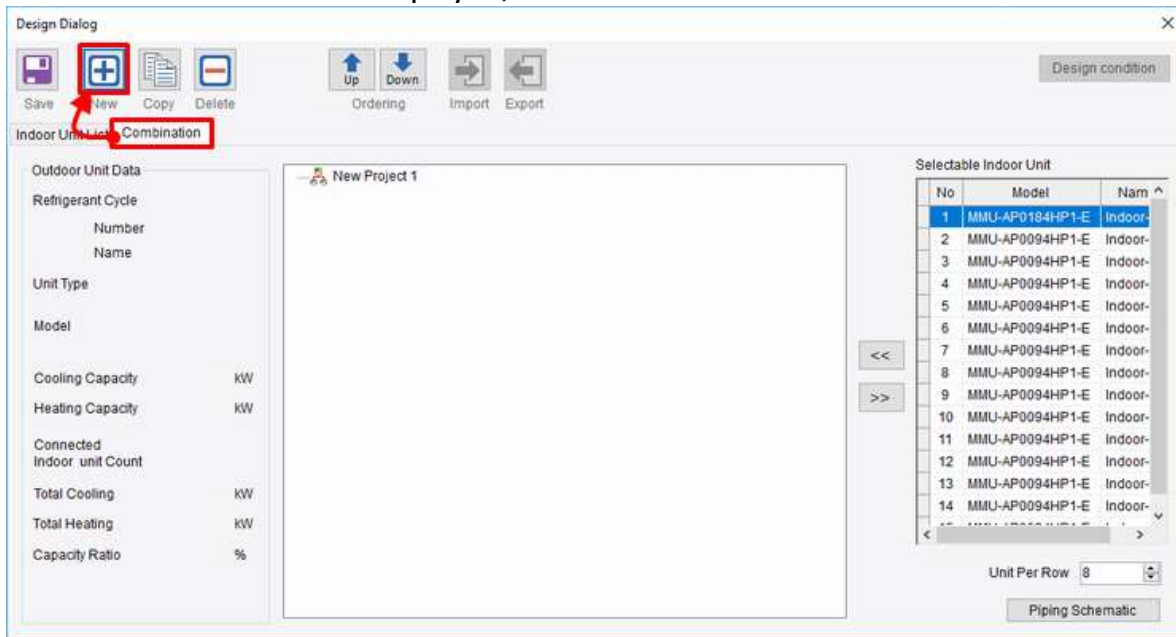 Design Dialog
Save New Copy Delete Up Down Ordering Import Export Design condition
Indoor Unit List Combination
Outdoor Unit Data
Refrigerant Cycle
Number
Name
Unit Type
Model
Cooling Capacity kW
Heating Capacity kW
Connected
Indoor unit Count
Total Cooling kW
Total Heating kW
Capacity Ratio %
New Project 1
<<
>>
Selectable Indoor Unit
No Model Nam
1 MMU-AP0184HP1-E Indoor-
2 MMU-AP0094HP1-E Indoor-
3 MMU-AP0094HP1-E Indoor-
4 MMU-AP0094HP1-E Indoor-
5 MMU-AP0094HP1-E Indoor-
6 MMU-AP0094HP1-E Indoor-
7 MMU-AP0094HP1-E Indoor-
8 MMU-AP0094HP1-E Indoor-
9 MMU-AP0094HP1-E Indoor-
10 MMU-AP0094HP1-E Indoor-
11 MMU-AP0094HP1-E Indoor-
12 MMU-AP0094HP1-E Indoor-
13 MMU-AP0094HP1-E Indoor-
14 MMU-AP0094HP1-E Indoor-
Unit Per Row 8
Piping Schematic